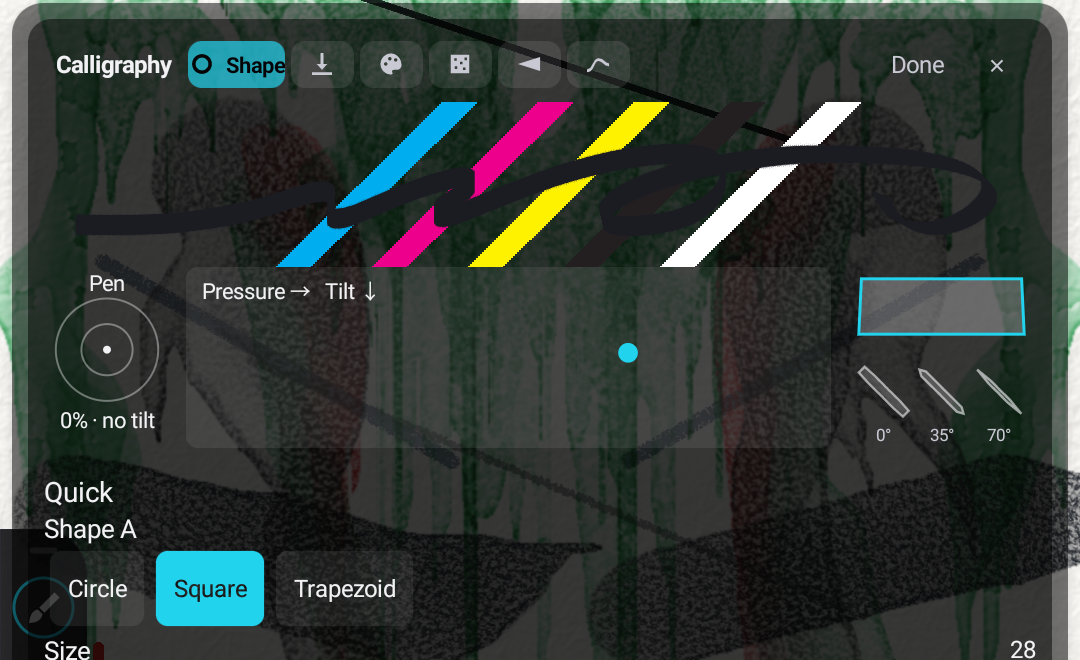 Calligraphy Shape Done ×
Pen
Pressure → Tilt ↓
0% · no tilt
0° 35° 70°
Quick
Shape A
Circle Square Trapezoid
Size 28